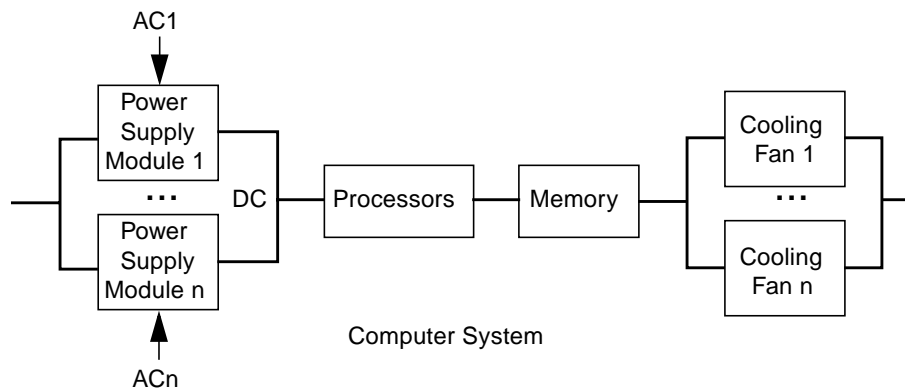 AC1
Power
Supply
Module 1
...
Power
Supply
Module n
ACn
DC
Processors
Memory
Cooling
Fan 1
...
Cooling
Fan n
Computer System